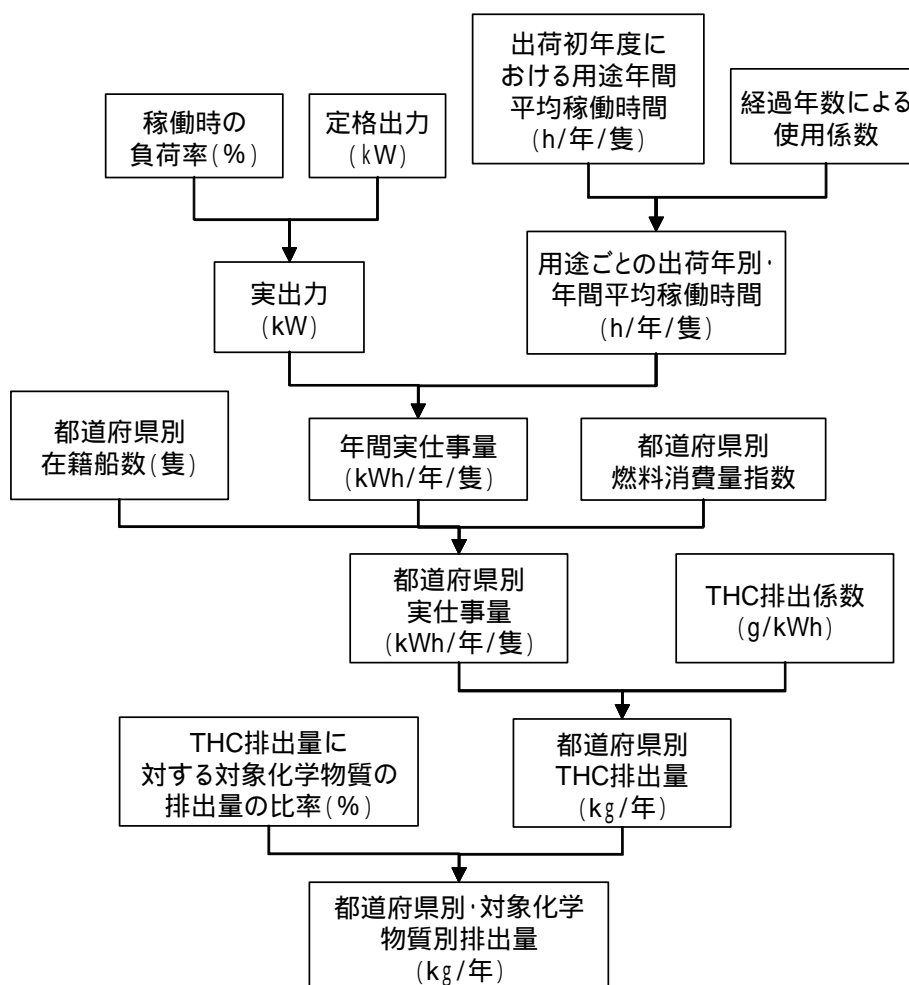 出荷初年度に
おける用途年間
平均稼働時間
(h/年/隻)
経過年数による
使用係数
稼働時の
負荷率(%)
定格出力
(kW)
実出力
(kW)
用途ごとの出荷年別・
年間平均稼働時間
(h/年/隻)
都道府県別
在籍船数(隻)
年間実仕事量
(kWh/年/隻)
都道府県別
燃料消費量指数
都道府県別
実仕事量
(kWh/年/隻)
THC排出係数
(g/kWh)
THC排出量に
対する対象化学物質の
排出量の比率(%)
都道府県別
THC排出量
(kg/年)
都道府県別・対象化学
物質別排出量
(kg/年)